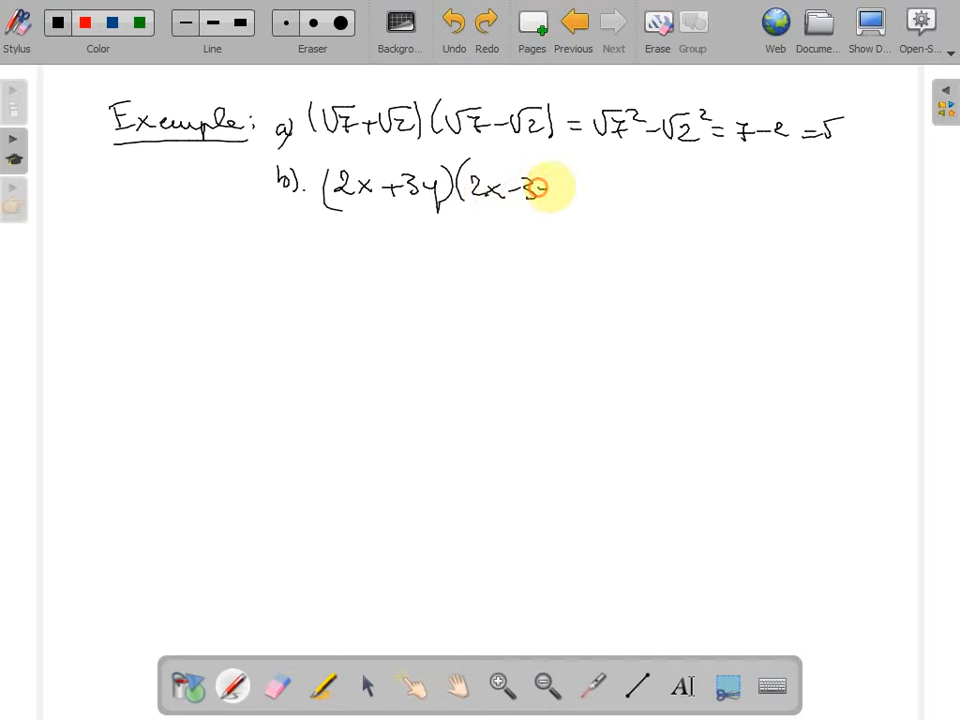 Stylus Color Line Eraser Backgro... Undo Redo Pages Previous Next Erase Group Web Docume... Show D... Open-S...
Exemple: a) (√7+√2)(√7-√2) = √7² - √2² = 7-2 = 5
b). (2x+3y)(2x-3